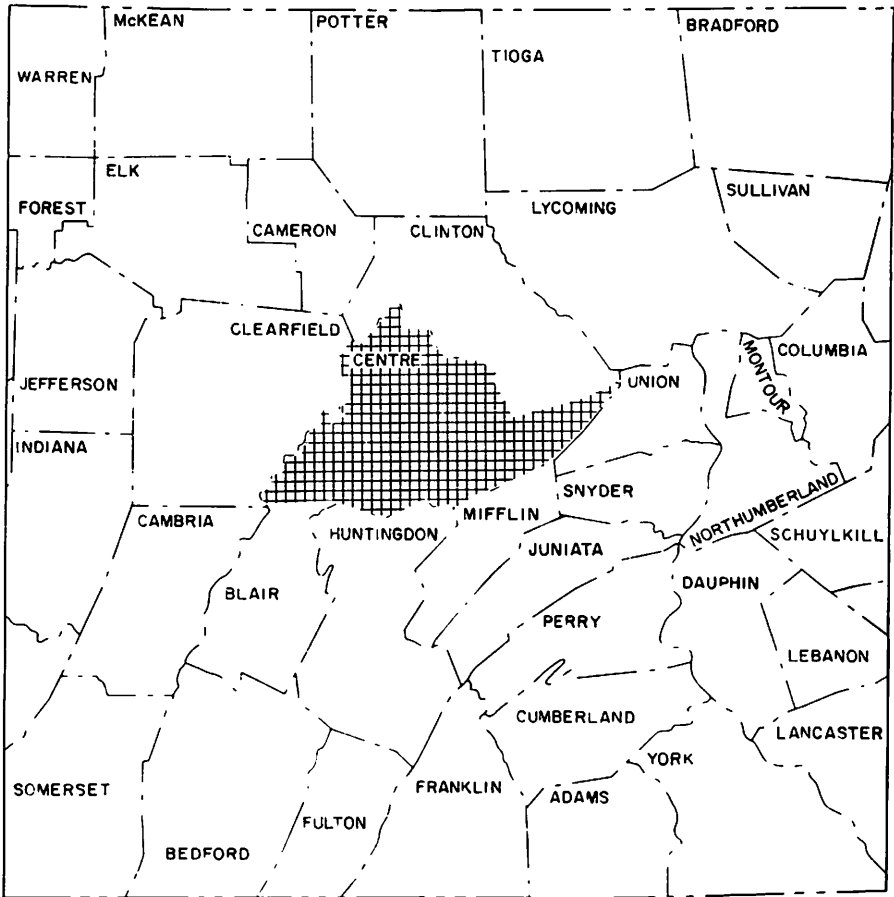 McKEAN
POTTER
BRADFORD
TIOGA
WARREN
ELK
SULLIVAN
FOREST
LYCOMING
CAMERON
CLINTON
CLEARFIELD
CENTRE
MONTOUR
COLUMBIA
JEFFERSON
UNION
INDIANA
SNYDER
NORTHUMBERLAND
CAMBRIA
MIFFLIN
HUNTINGDON
SCHUYLKILL
JUNIATA
DAUPHIN
BLAIR
PERRY
LEBANON
CUMBERLAND
LANCASTER
YORK
SOMERSET
FRANKLIN
ADAMS
FULTON
BEDFORD